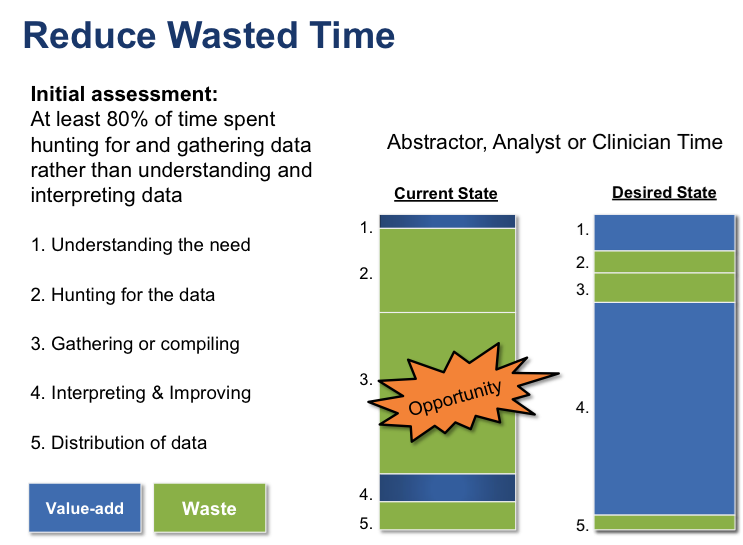 Reduce Wasted Time
Initial assessment:
At least 80% of time spent
hunting for and gathering data
rather than understanding and
interpreting data
1. Understanding the need
2. Hunting for the data
3. Gathering or compiling
4. Interpreting & Improving
5. Distribution of data
Value-add
Waste
Abstractor, Analyst or Clinician Time
Current State
1.
2.
3.
Opportunity
4.
5.
Desired State
1.
2.
3.
4.
5.